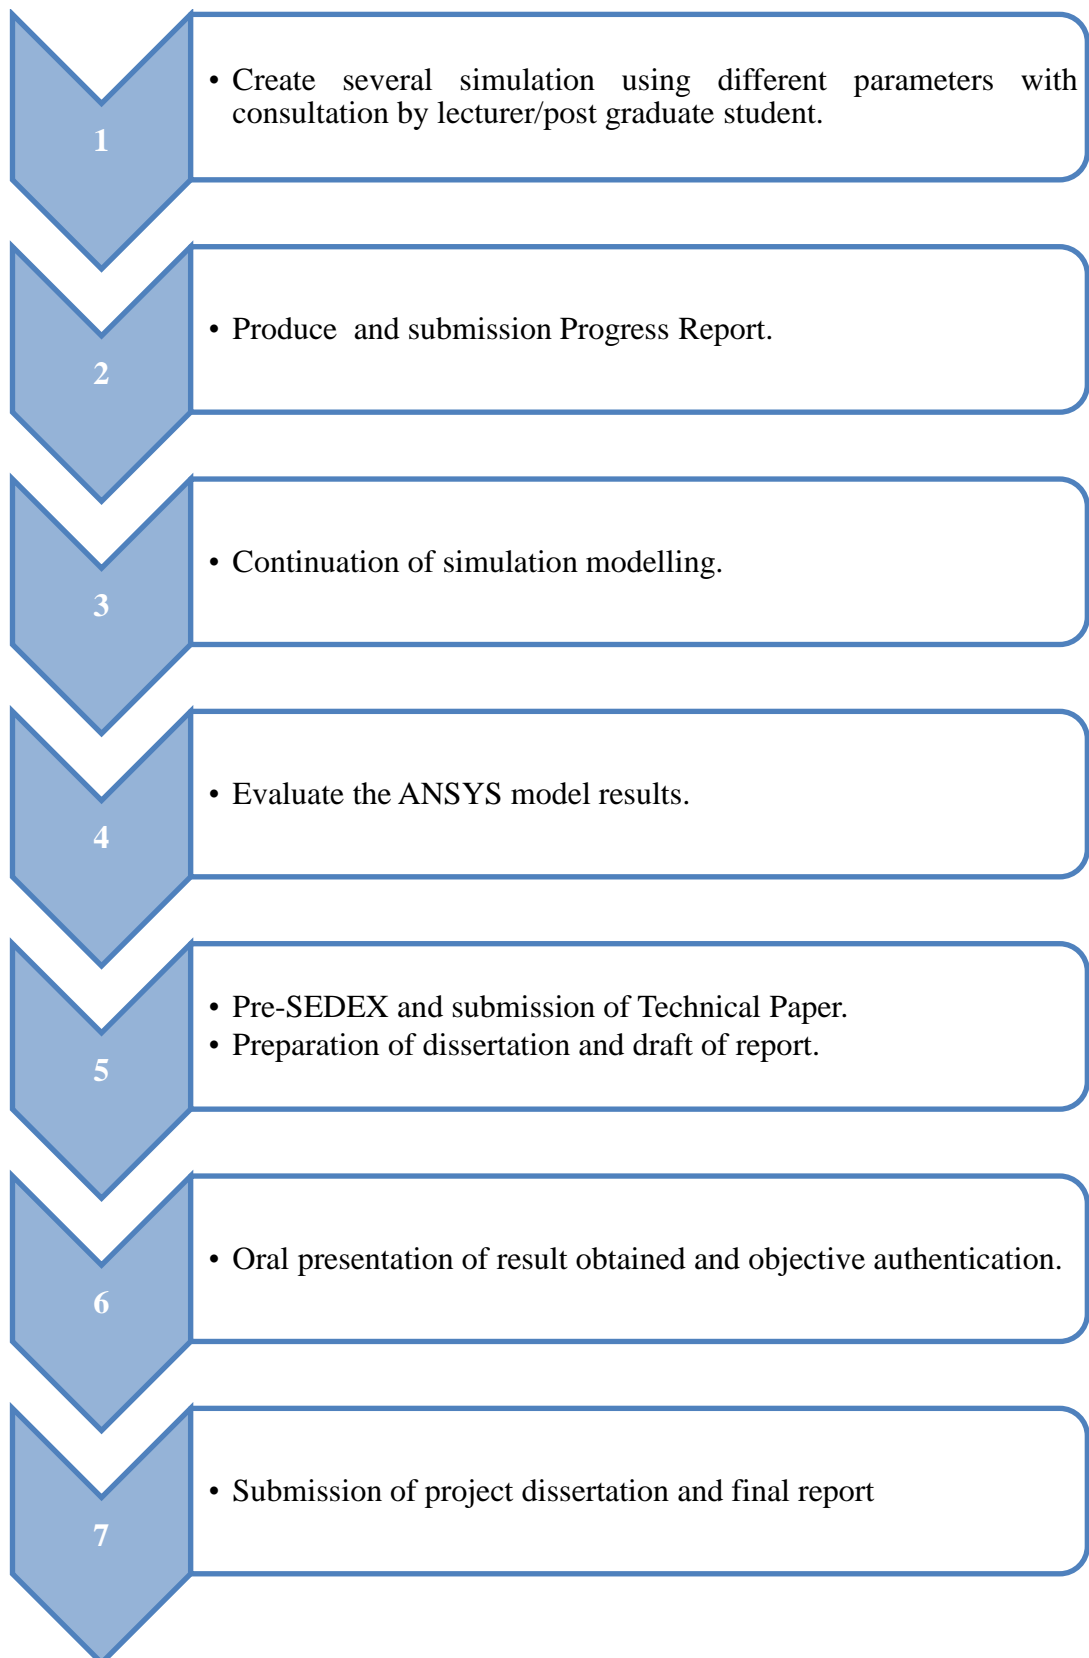 • Create several simulation using different parameters with
consultation by lecturer/post graduate student.
1
• Produce  and submission Progress Report.
2
• Continuation of simulation modelling.
3
• Evaluate the ANSYS model results.
4
• Pre-SEDEX and submission of Technical Paper.
• Preparation of dissertation and draft of report.
5
• Oral presentation of result obtained and objective authentication.
6
• Submission of project dissertation and final report
7